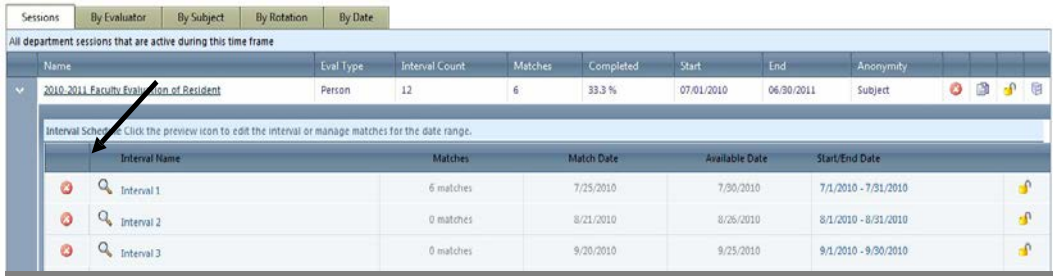 Sessions By Evaluator By Subject By Rotation By Date
All department sessions that are active during this time frame
Name Eval Type Interval Count Matches Completed Start End Anonymity
2010-2011 Faculty Evaluation of Resident Person 12 6 33.3 % 07/01/2010 06/30/2011 Subject
Interval Schedule Click the preview icon to edit the interval or manage matches for the date range.
Interval Name Matches Match Date Available Date Start/End Date
Interval 1 6 matches 7/25/2010 7/30/2010 7/1/2010 - 7/31/2010
Interval 2 0 matches 8/21/2010 8/26/2010 8/1/2010 - 8/31/2010
Interval 3 0 matches 9/20/2010 9/25/2010 9/1/2010 - 9/30/2010